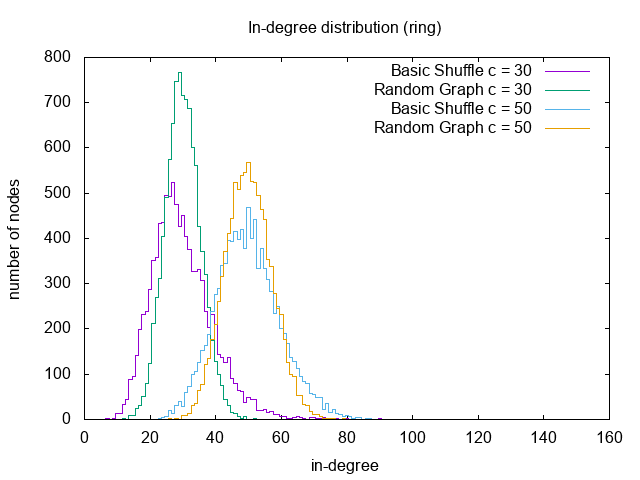 In-degree distribution (ring)
Basic Shuffle c = 30
Random Graph c = 30
Basic Shuffle c = 50
Random Graph c = 50
number of nodes
800
700
600
500
400
300
200
100
0
0 20 40 60 80 100 120 140 160
in-degree